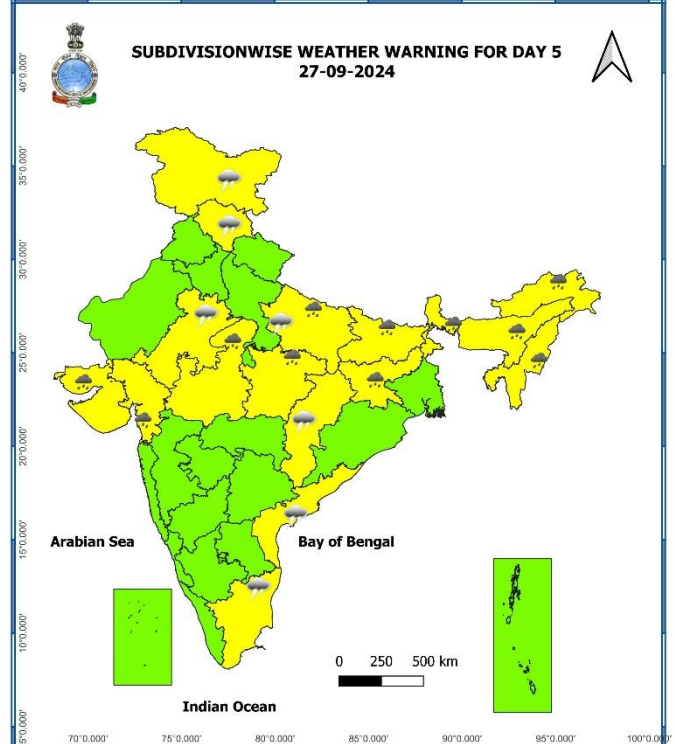 SUBDIVISIONWISE WEATHER WARNING FOR DAY 5
27-09-2024
40°0.000'
35°0.000'
30°0.000'
25°0.000'
20°0.000'
15°0.000'
10°0.000'
5°0.000'
Arabian Sea
Bay of Bengal
0 250 500 km
Indian Ocean
70°0.000' 75°0.000' 80°0.000' 85°0.000' 90°0.000' 95°0.000' 100°0.000'